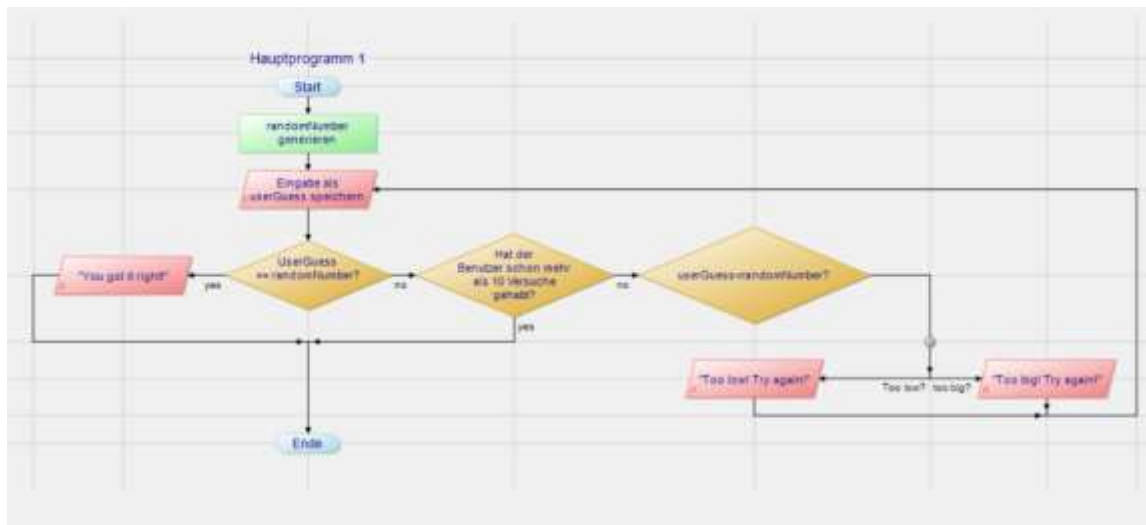 Hauptprogramm 1
Start
randomNumber
generieren
Eingabe als
userGuess speichern
UserGuess
== randomNumber?
yes
"You got it right!"
no
Hat der
Benutzer schon mehr
als 10 Versuche
gehabt?
yes
no
userGuess-randomNumber?
"Too low! Try again!"
Too low?
too big?
"Too big! Try again!"
Ende